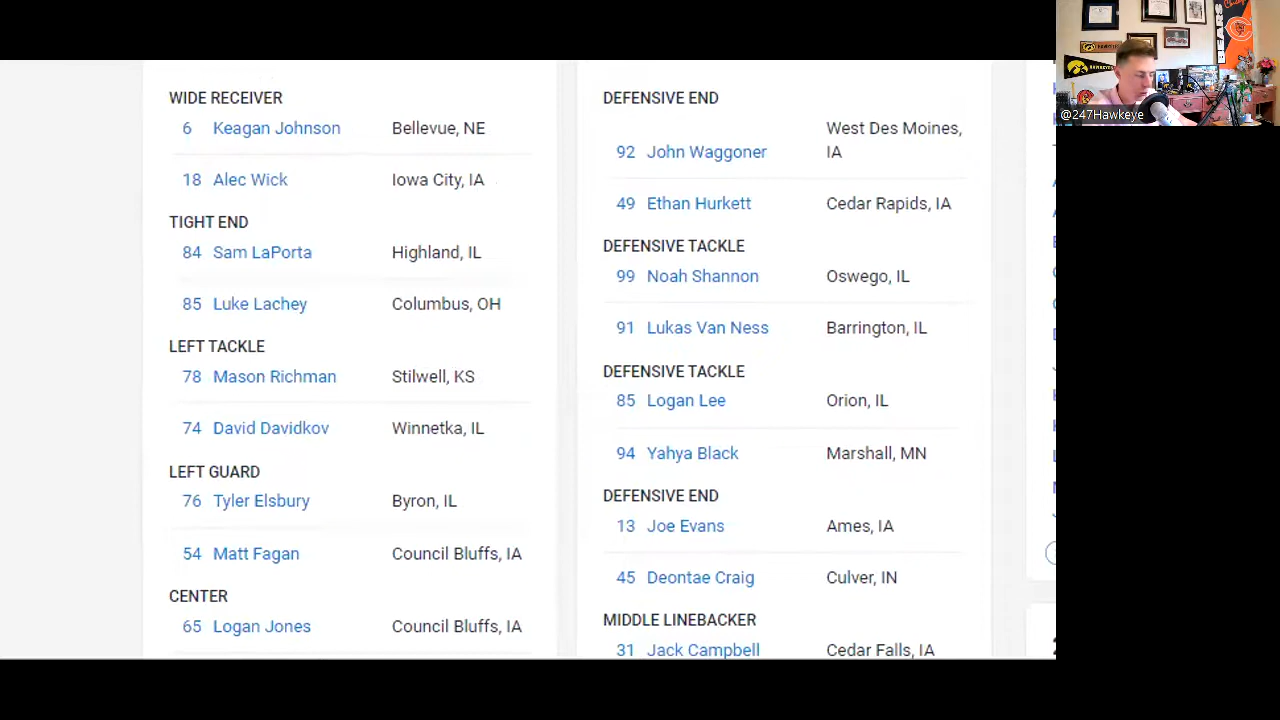 WIDE RECEIVER
6 Keagan Johnson Bellevue, NE
18 Alec Wick Iowa City, IA
TIGHT END
84 Sam LaPorta Highland, IL
85 Luke Lachey Columbus, OH
LEFT TACKLE
78 Mason Richman Stilwell, KS
74 David Davidkov Winnetka, IL
LEFT GUARD
76 Tyler Elsbury Byron, IL
54 Matt Fagan Council Bluffs, IA
CENTER
65 Logan Jones Council Bluffs, IA
DEFENSIVE END
West Des Moines,
92 John Waggoner IA
49 Ethan Hurkett Cedar Rapids, IA
DEFENSIVE TACKLE
99 Noah Shannon Oswego, IL
91 Lukas Van Ness Barrington, IL
DEFENSIVE TACKLE
85 Logan Lee Orion, IL
94 Yahya Black Marshall, MN
DEFENSIVE END
13 Joe Evans Ames, IA
45 Deontae Craig Culver, IN
MIDDLE LINEBACKER
31 Jack Campbell Cedar Falls, IA
@247Hawkeye